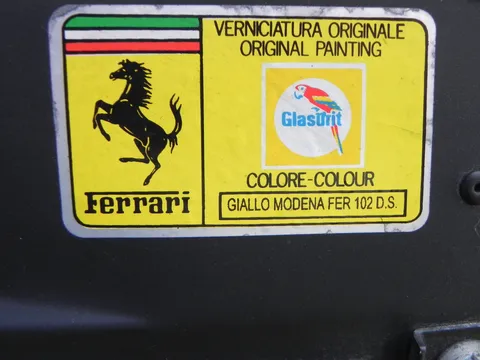 VERNICIATURA ORIGINALE
ORIGINAL PAINTING
Glasurit
COLORE-COLOUR
GIALLO MODENA FER 102 D.S.
Ferrari